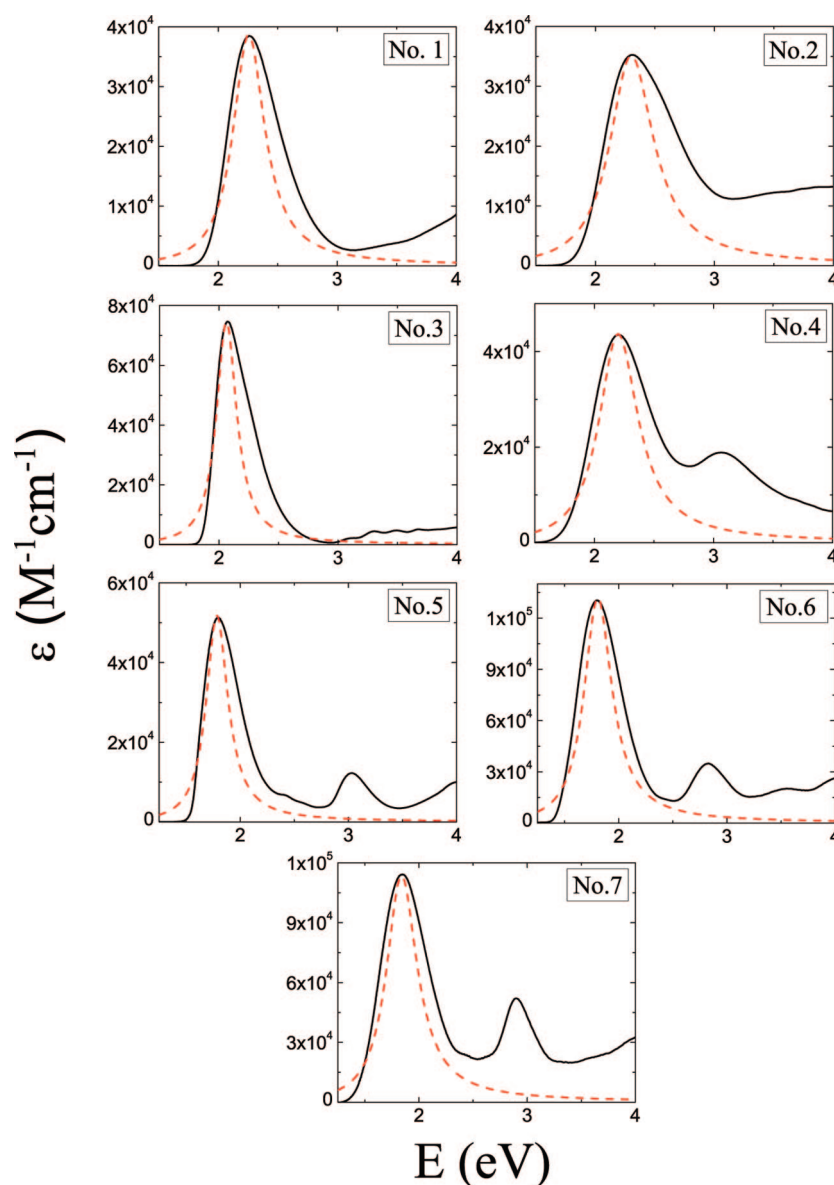 ε (M⁻¹cm⁻¹)
No. 1
4x10⁴
3x10⁴
2x10⁴
1x10⁴
0
2 3 4
No.2
4x10⁴
3x10⁴
2x10⁴
1x10⁴
0
2 3 4
No.3
8x10⁴
6x10⁴
4x10⁴
2x10⁴
0
2 3 4
No.4
4x10⁴
2x10⁴
0
2 3 4
No.5
6x10⁴
4x10⁴
2x10⁴
0
2 3 4
No.6
1x10⁵
9x10⁴
6x10⁴
3x10⁴
0
2 3 4
No.7
1x10⁵
9x10⁴
6x10⁴
3x10⁴
0
2 3 4
E (eV)